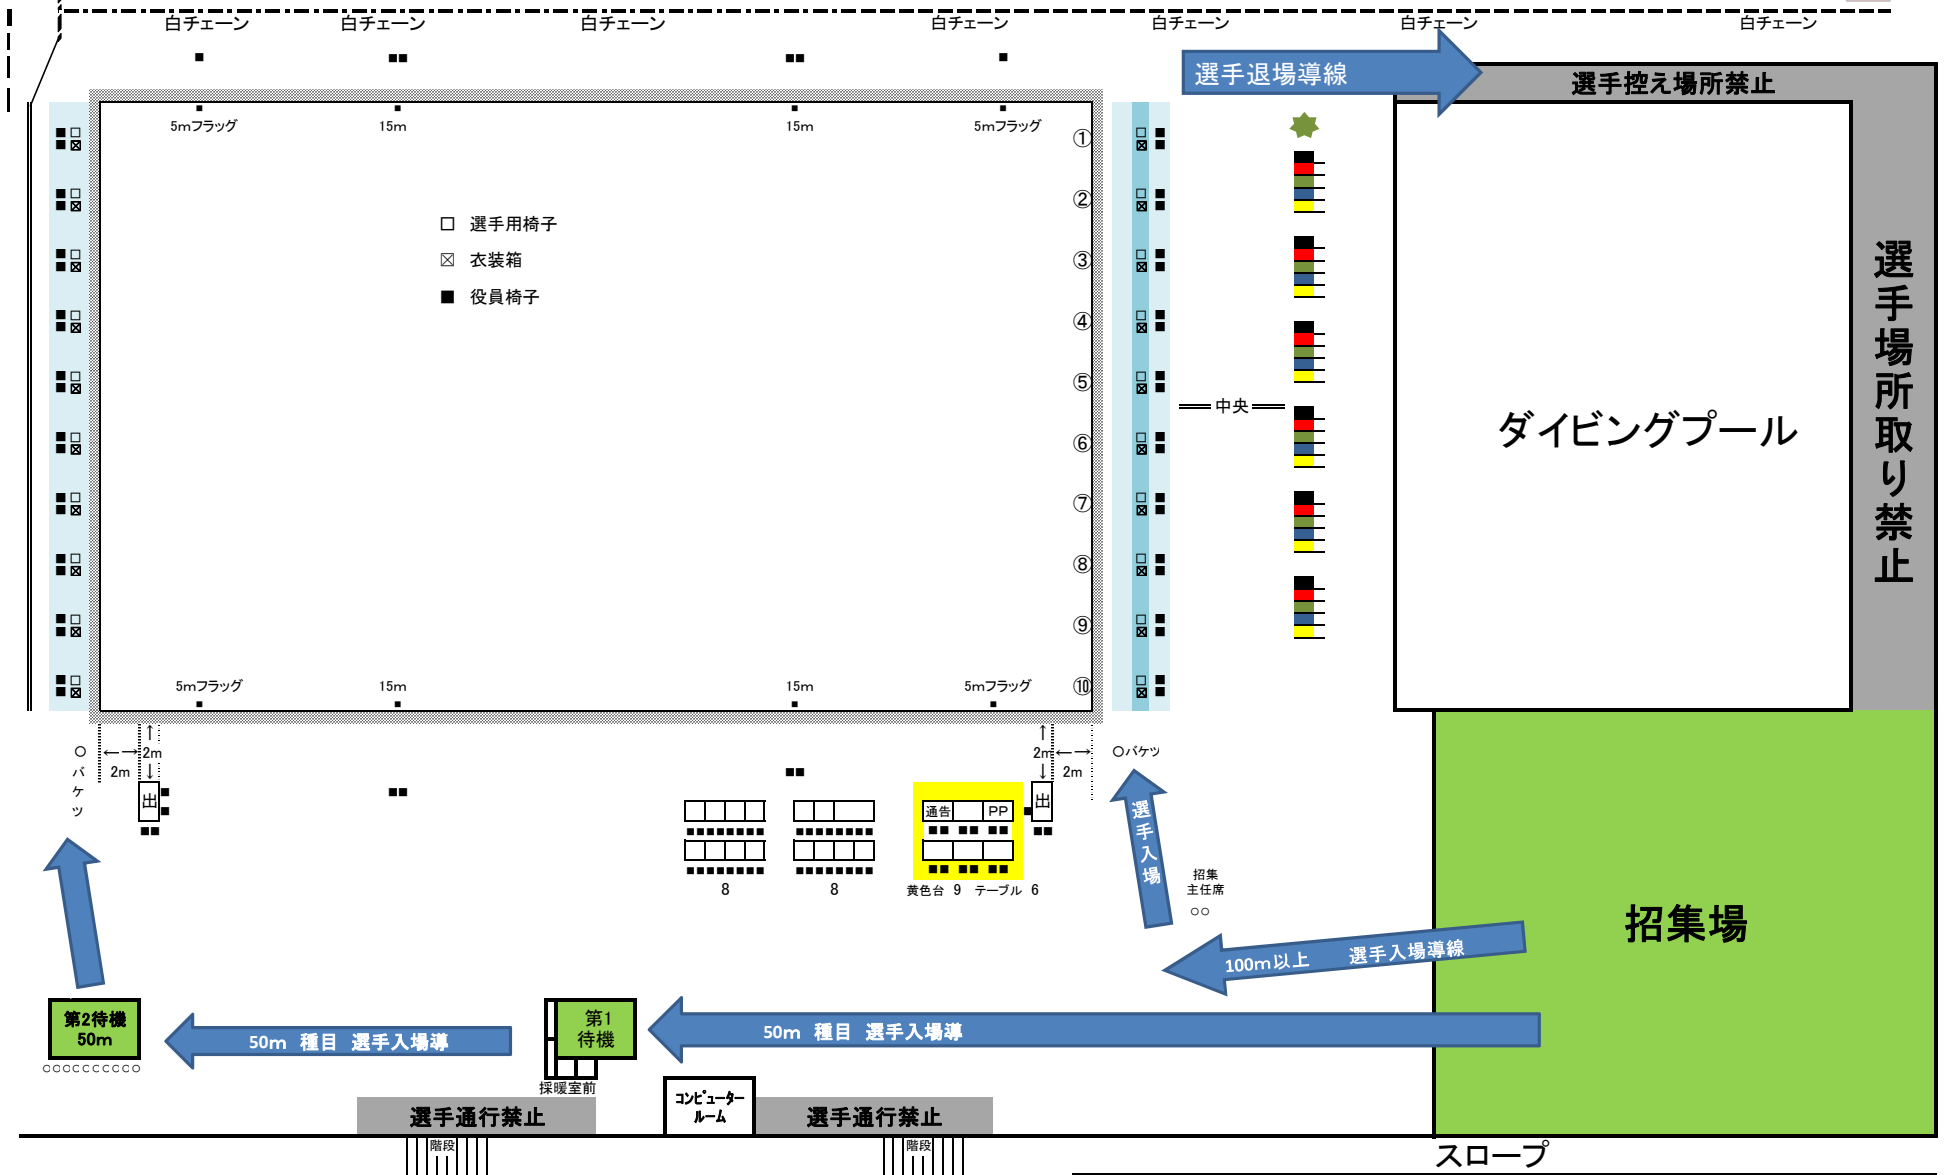 白チェーン 白チェーン 白チェーン 白チェーン 白チェーン 白チェーン 白チェーン
選手退場導線
選手控え場所禁止
5mフラッグ 15m 15m 5mフラッグ
①
②
③
④
⑤
⑥
⑦
⑧
⑨
⑩
□ 選手用椅子
☒ 衣装箱
■ 役員椅子
中央
ダイビングプール
選手場所取り禁止
5mフラッグ 15m 15m 5mフラッグ
○バケツ
2m
2m
出
2m
2m
出
○バケツ
通告 PP
8
8
黄色台 9 テーブル 6
選手入場
招集
主任席
○○
招集場
100m以上 選手入場導線
50m 種目 選手入場導
第1
待機
採暖室前
50m 種目 選手入場導
第2待機
50m
○○○○○○○○○○
コンピューター
ルーム
選手通行禁止
選手通行禁止
階段
階段
スロープ